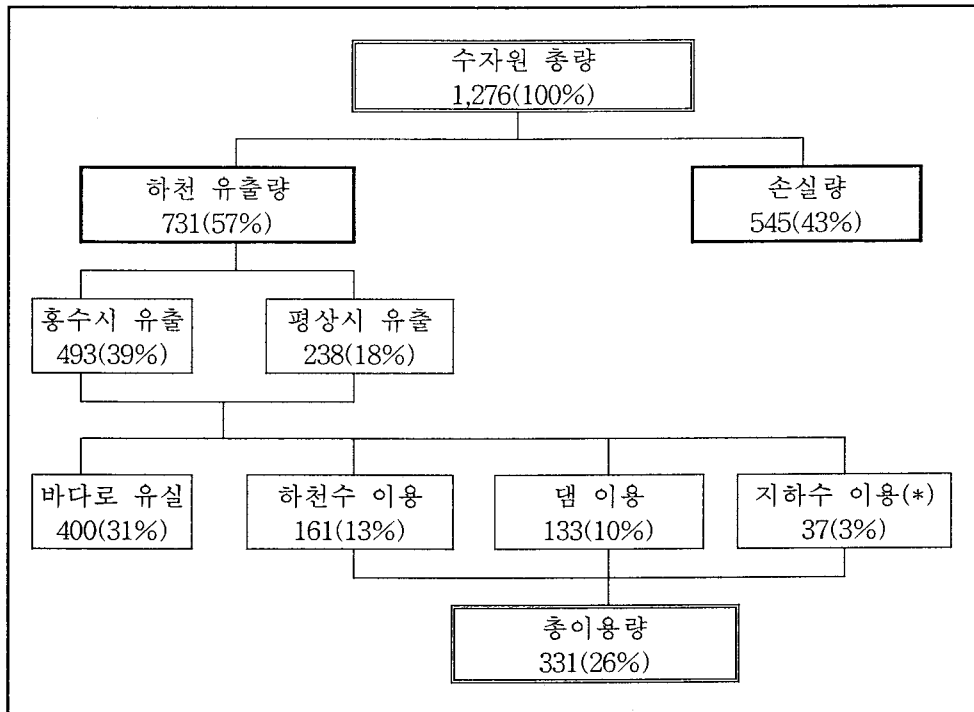 수자원 총량
1,276(100%)
하천 유출량
731(57%)
손실량
545(43%)
홍수시 유출
493(39%)
평상시 유출
238(18%)
바다로 유실
400(31%)
하천수 이용
161(13%)
댐 이용
133(10%)
지하수 이용(*)
37(3%)
총이용량
331(26%)